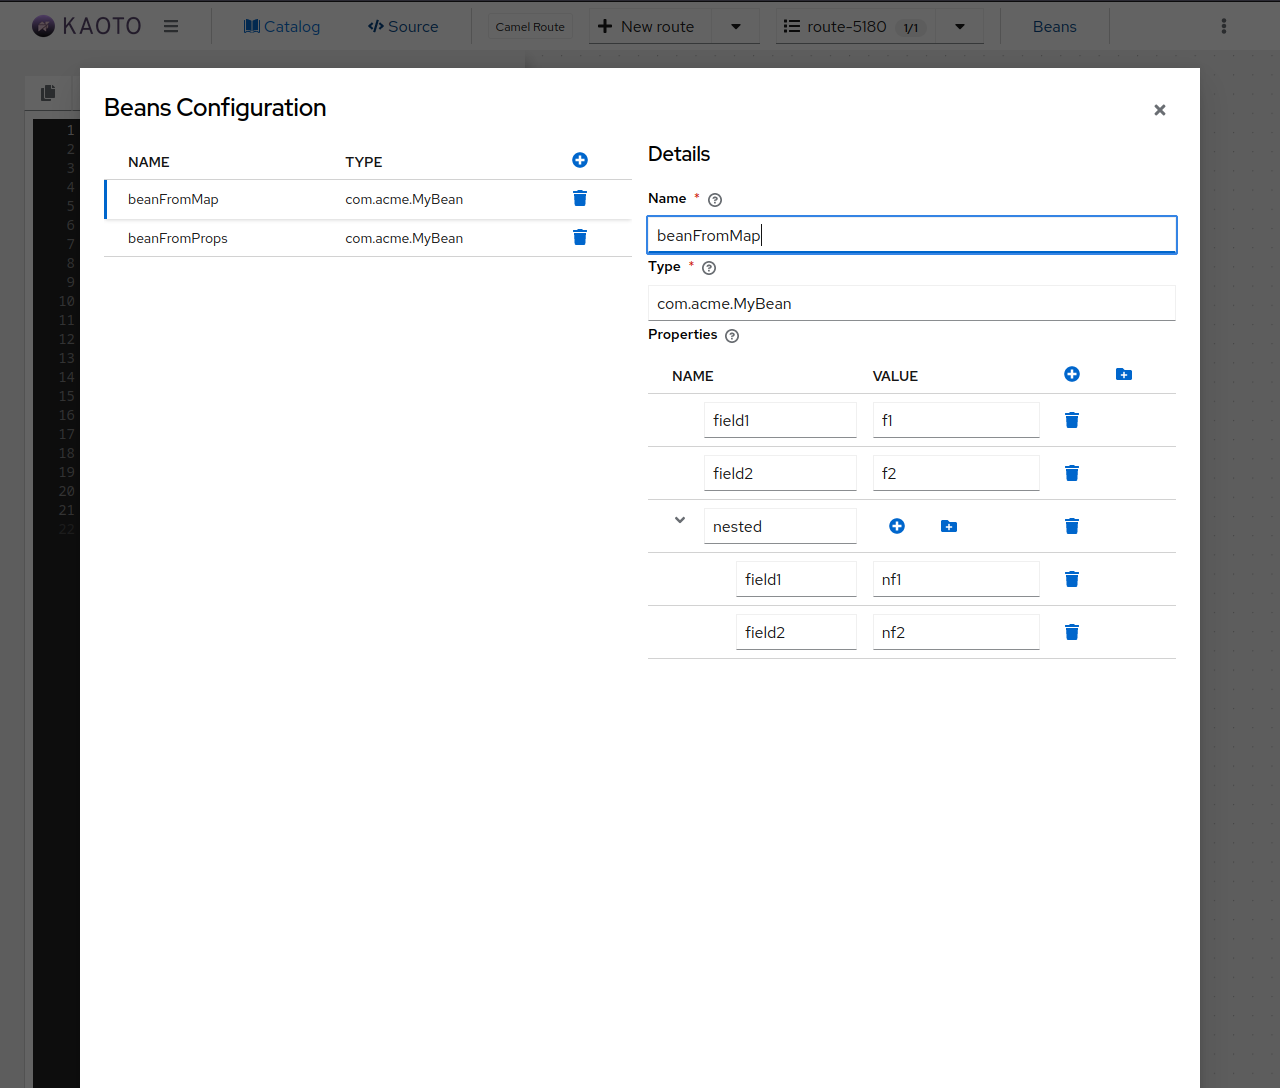 KAOTO Catalog Source Camel Route New route route-5180 1/1 Beans
Beans Configuration
NAME TYPE
beanFromMap com.acme.MyBean
beanFromProps com.acme.MyBean
Details
Name *
beanFromMap
Type *
com.acme.MyBean
Properties
NAME VALUE
field1 f1
field2 f2
nested
field1 nf1
field2 nf2
1
2
3
4
5
6
7
8
9
10
11
12
13
14
15
16
17
18
19
20
21
22